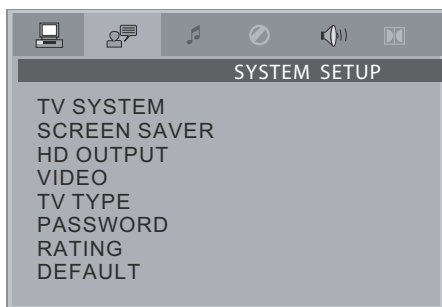 SYSTEM SETUP
TV SYSTEM
SCREEN SAVER
HD OUTPUT
VIDEO
TV TYPE
PASSWORD
RATING
DEFAULT